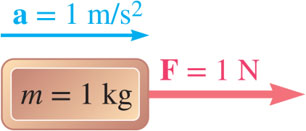 a = 1 m/s²
F = 1 N
m = 1 kg